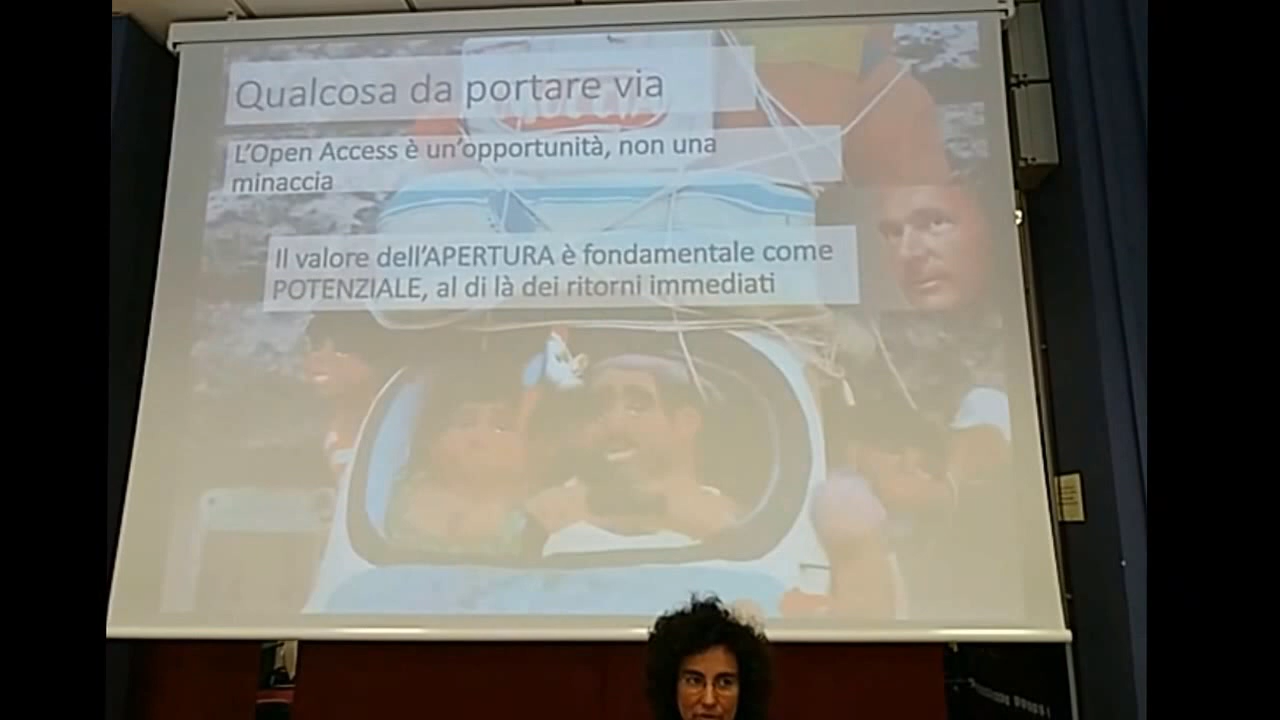 Qualcosa da portare via
L'Open Access è un'opportunità, non una
minaccia
Il valore dell'APERTURA è fondamentale come
POTENZIALE, al di là dei ritorni immediati